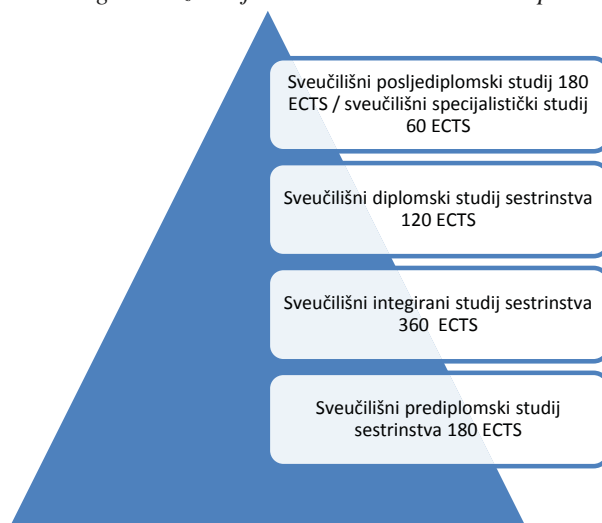 Sveučilišni posljediplomski studij 180
ECTS / sveučilišni specijalistički studij
60 ECTS
Sveučilišni diplomski studij sestrinstva
120 ECTS
Sveučilišni integrirani studij sestrinstva
360 ECTS
Sveučilišni prediplomski studij
sestrinstva 180 ECTS